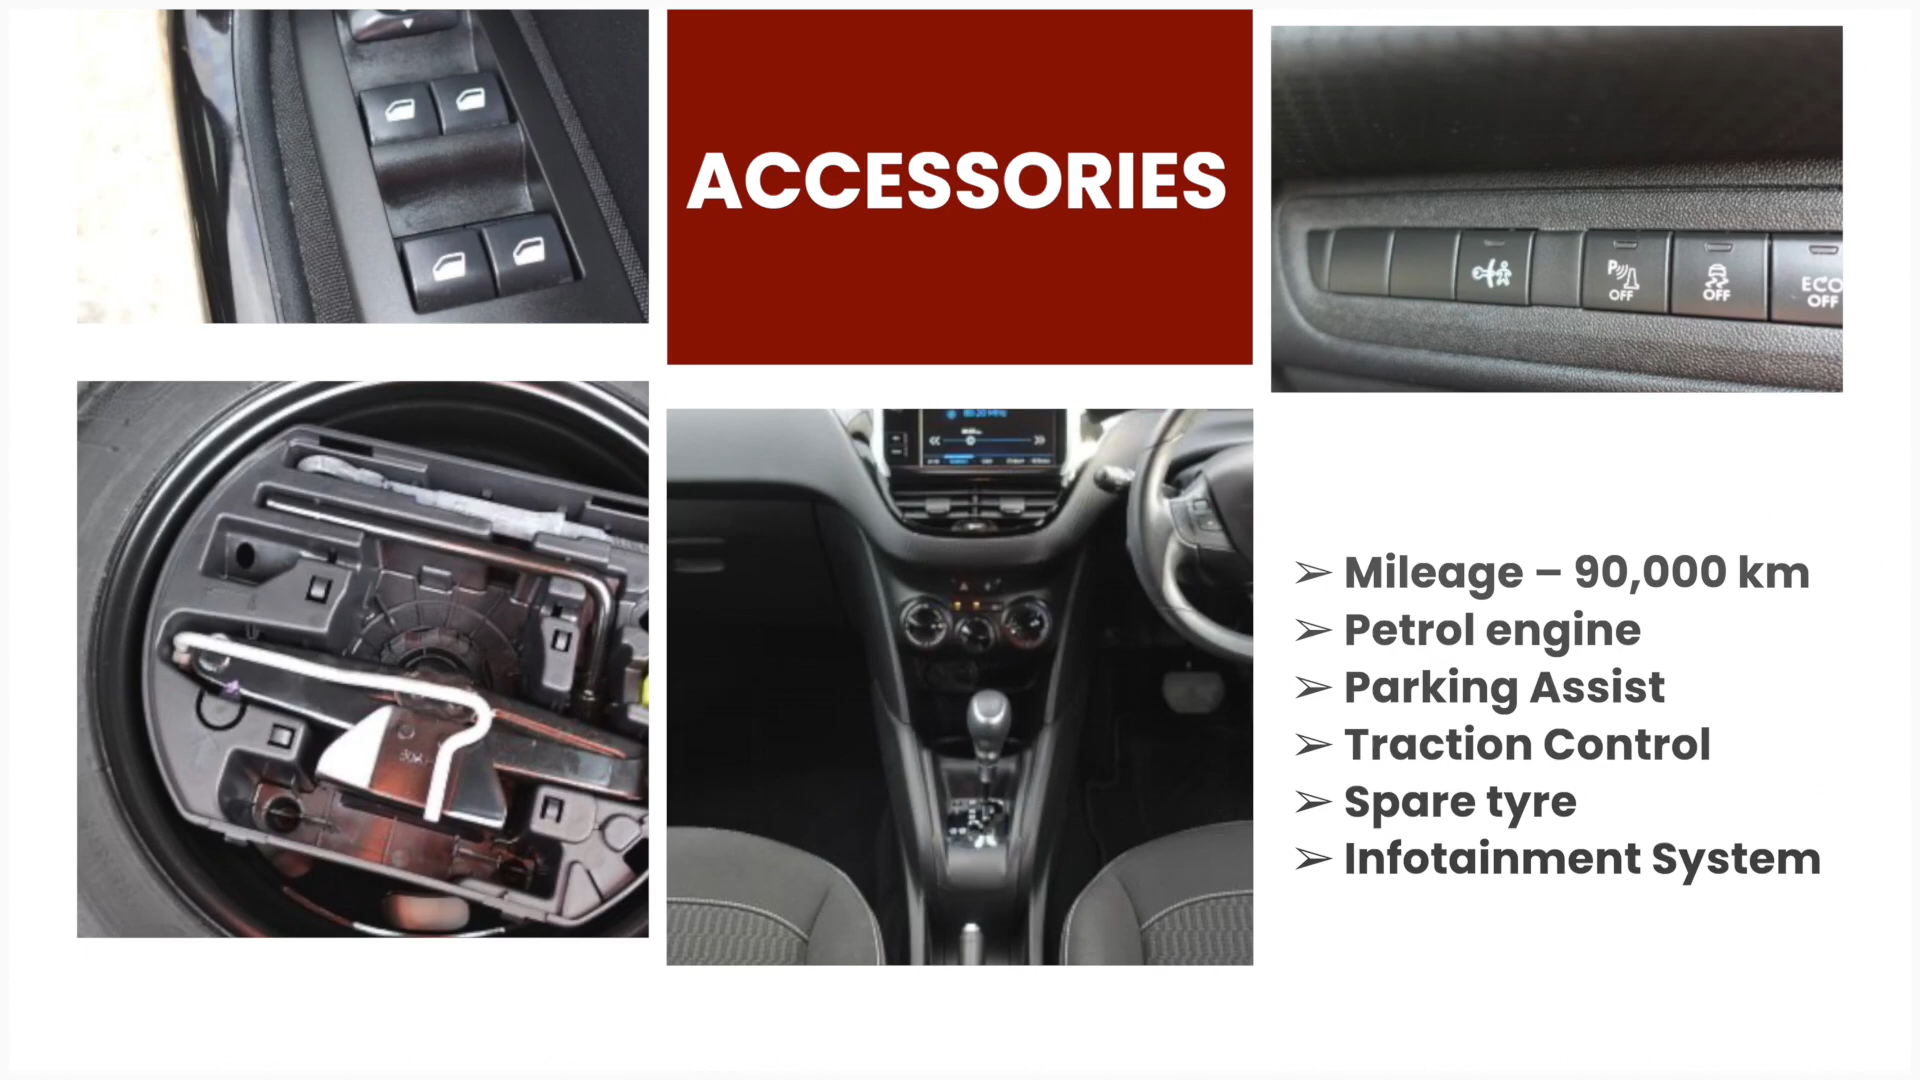 ACCESSORIES
P
OFF
OFF
ECO
OFF
➢ Mileage – 90,000 km
➢ Petrol engine
➢ Parking Assist
➢ Traction Control
➢ Spare tyre
➢ Infotainment System